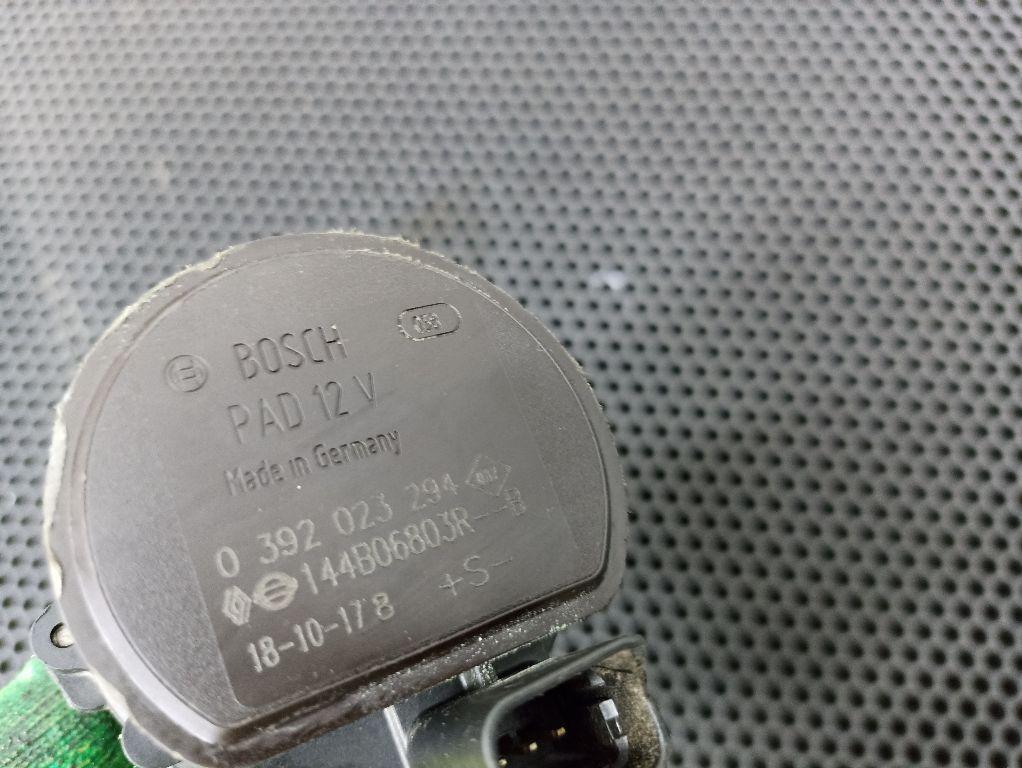 BOSCH
PAD 12 V
Made in Germany
0 392 023 294
144B06803R--B
18-10-17 8
+S-